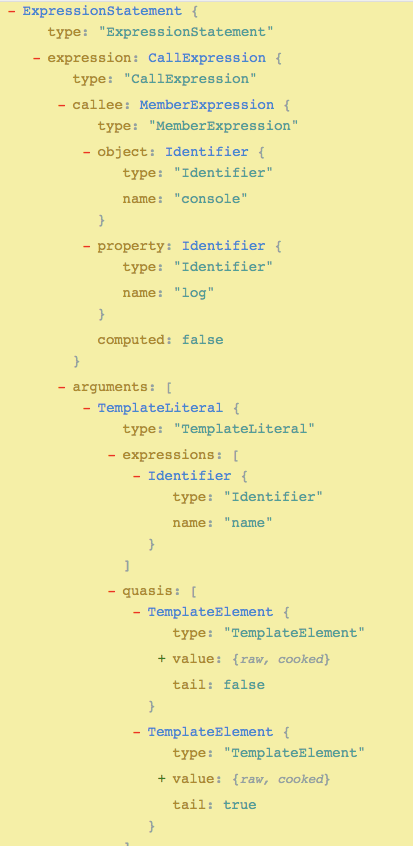 - ExpressionStatement {
type: "ExpressionStatement"
- expression: CallExpression {
type: "CallExpression"
- callee: MemberExpression {
type: "MemberExpression"
- object: Identifier {
type: "Identifier"
name: "console"
}
- property: Identifier {
type: "Identifier"
name: "log"
}
computed: false
}
- arguments: [
- TemplateLiteral {
type: "TemplateLiteral"
- expressions: [
- Identifier {
type: "Identifier"
name: "name"
}
]
- quasis: [
- TemplateElement {
type: "TemplateElement"
+ value: {raw, cooked}
tail: false
}
- TemplateElement {
type: "TemplateElement"
+ value: {raw, cooked}
tail: true
}